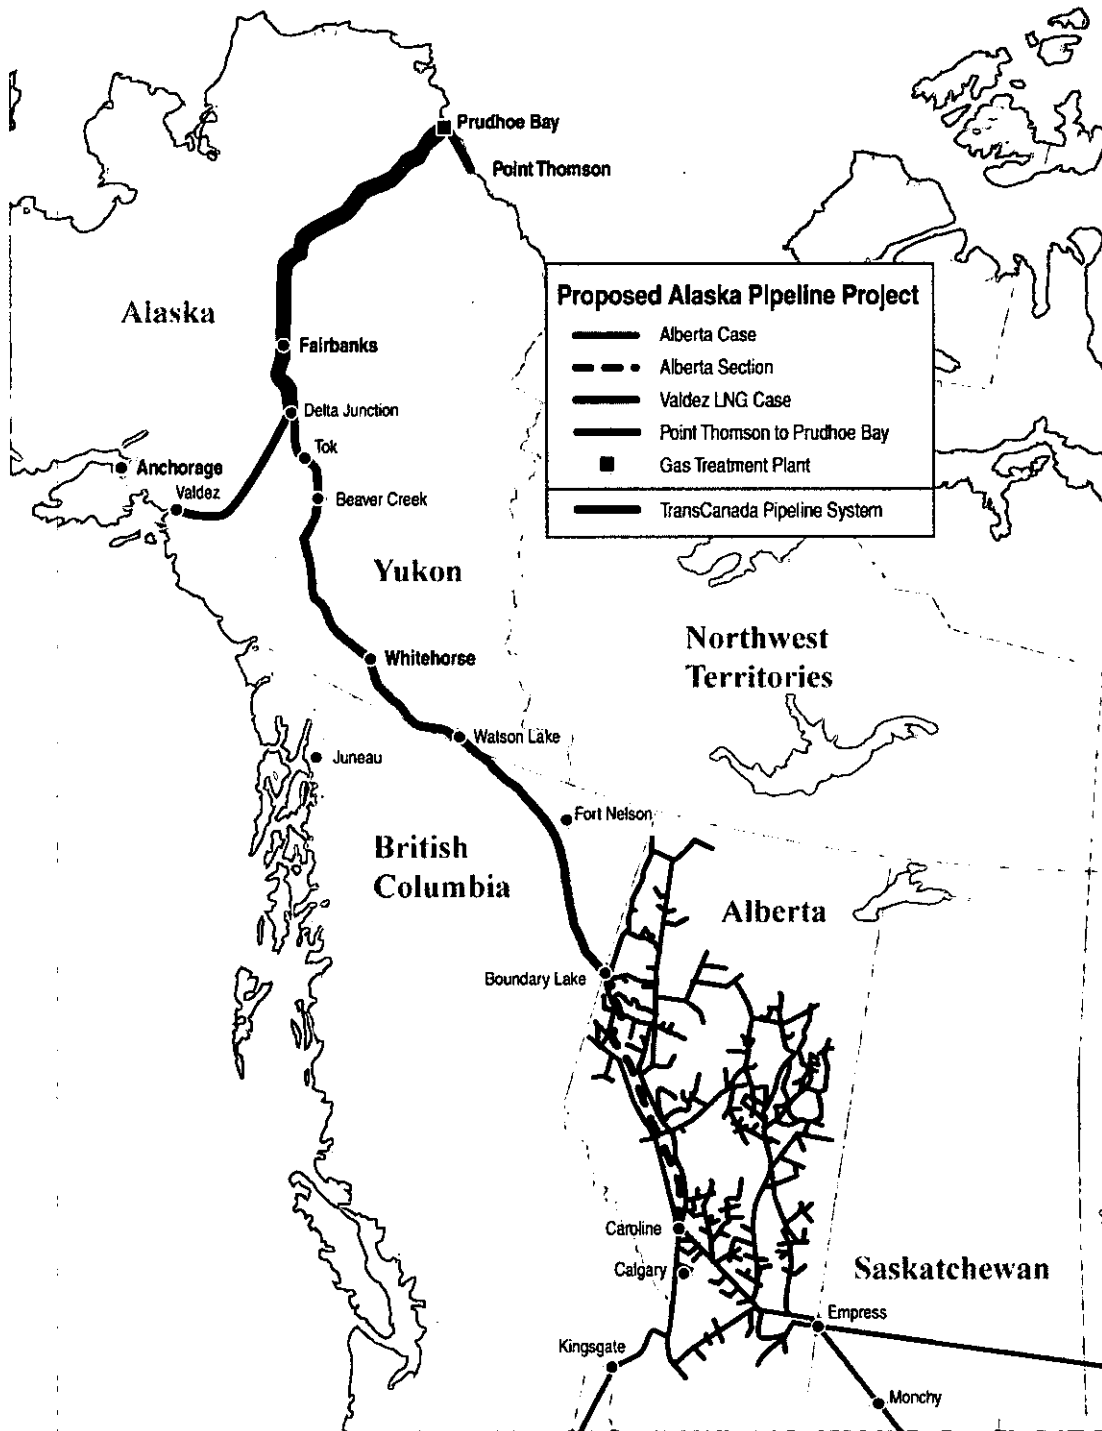 Prudhoe Bay
Point Thomson
Proposed Alaska Pipeline Project
Alberta Case
Alberta Section
Valdez LNG Case
Point Thomson to Prudhoe Bay
Gas Treatment Plant
TransCanada Pipeline System
Alaska
Fairbanks
Delta Junction
Tok
Anchorage
Valdez
Beaver Creek
Yukon
Northwest
Territories
Whitehorse
Watson Lake
Juneau
Fort Nelson
British
Columbia
Alberta
Boundary Lake
Caroline
Calgary
Saskatchewan
Empress
Kingsgate
Monchy